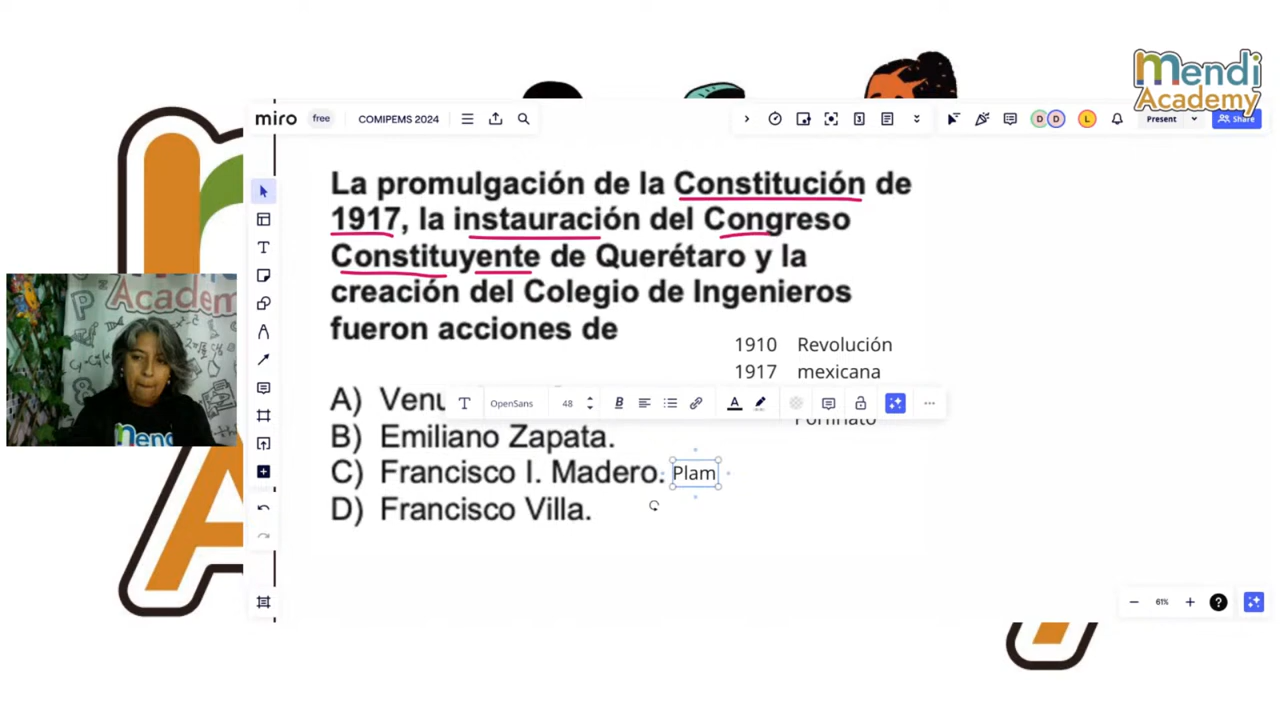 mendi
Academy
miro free COMIPEMS 2024
D D L Present Share
La promulgación de la Constitución de
1917, la instauración del Congreso
Constituyente de Querétaro y la
creación del Colegio de Ingenieros
fueron acciones de
1910 Revolución
1917 mexicana
A) Venu
OpenSans 48 B A
B) Emiliano Zapata.
C) Francisco I. Madero. Plam
D) Francisco Villa.
Academy
mendi
61%